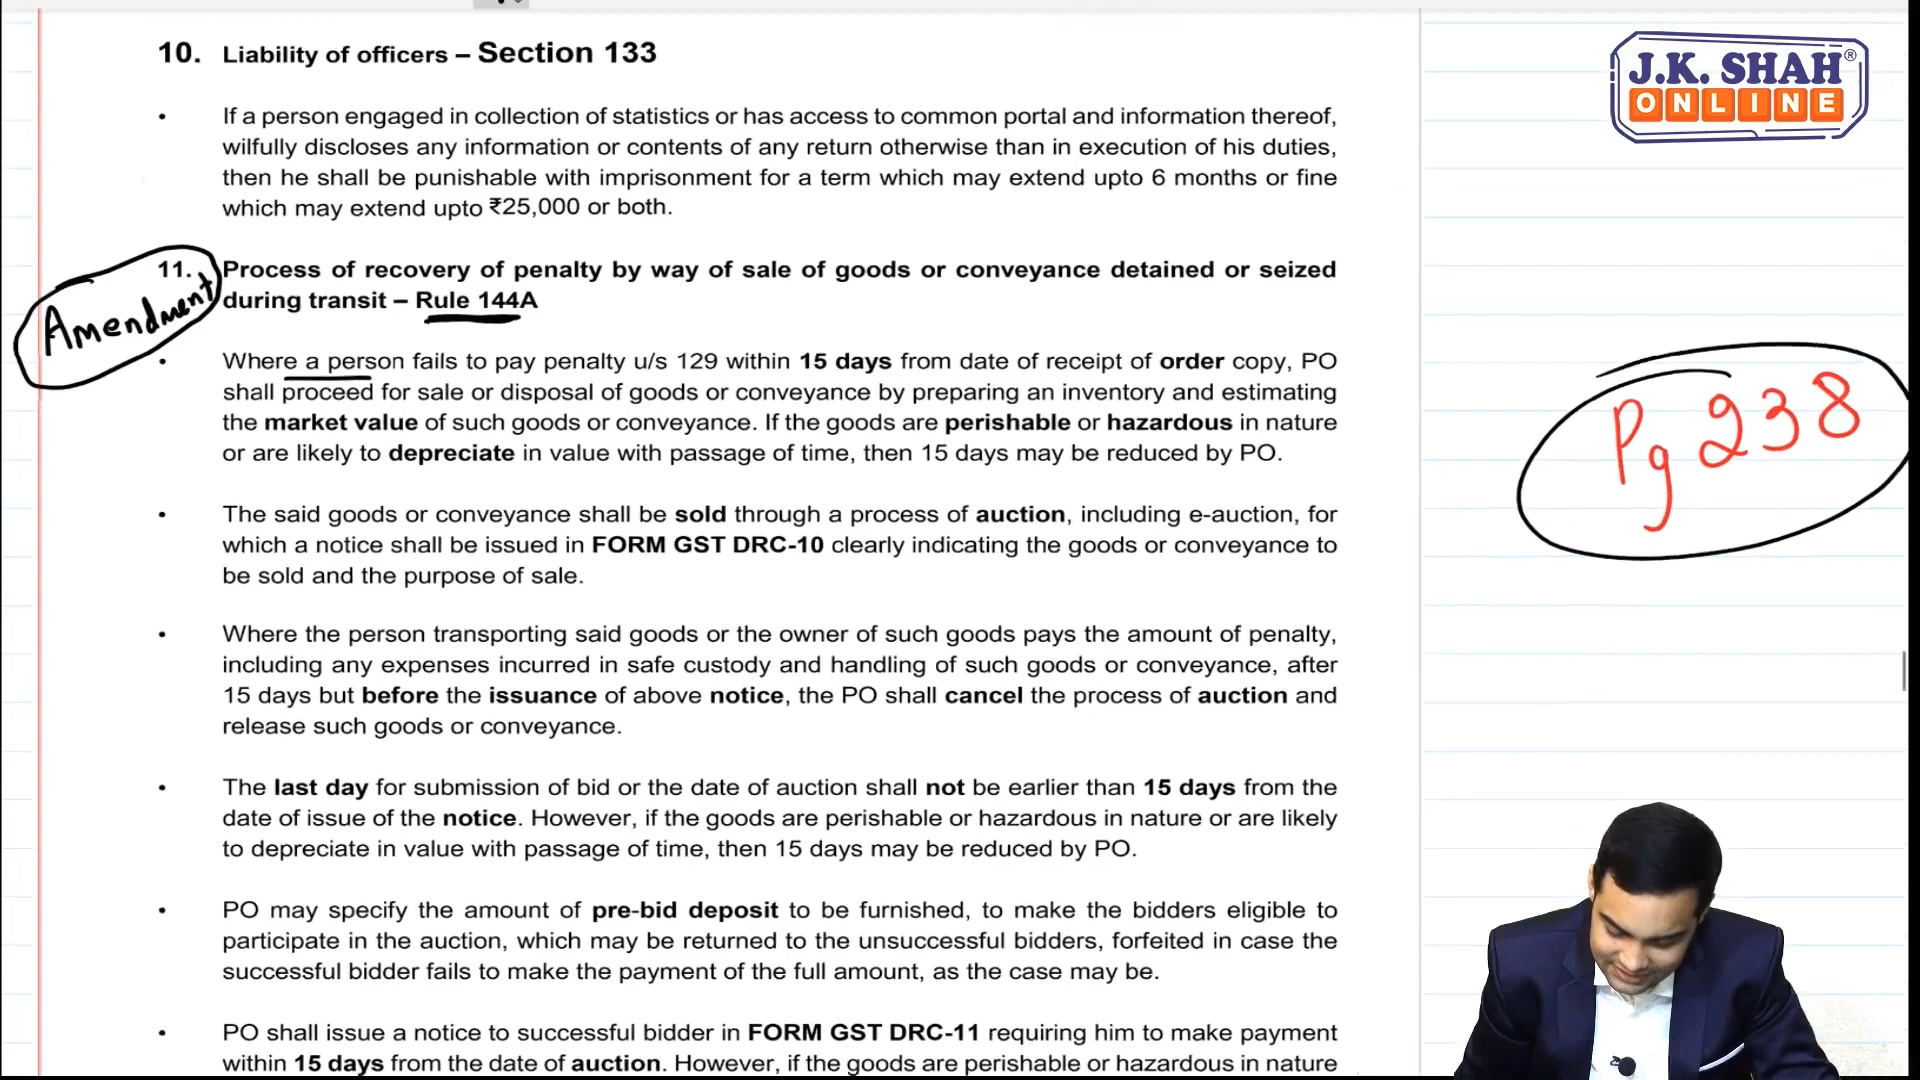 10. Liability of officers – Section 133
J.K. SHAH®
ONLINE
• If a person engaged in collection of statistics or has access to common portal and information thereof,
wilfully discloses any information or contents of any return otherwise than in execution of his duties,
then he shall be punishable with imprisonment for a term which may extend upto 6 months or fine
which may extend upto ₹25,000 or both.
11. Process of recovery of penalty by way of sale of goods or conveyance detained or seized
during transit – Rule 144A
Amendment
• Where a person fails to pay penalty u/s 129 within 15 days from date of receipt of order copy, PO
shall proceed for sale or disposal of goods or conveyance by preparing an inventory and estimating
the market value of such goods or conveyance. If the goods are perishable or hazardous in nature
or are likely to depreciate in value with passage of time, then 15 days may be reduced by PO.
Pg 238
• The said goods or conveyance shall be sold through a process of auction, including e-auction, for
which a notice shall be issued in FORM GST DRC-10 clearly indicating the goods or conveyance to
be sold and the purpose of sale.
• Where the person transporting said goods or the owner of such goods pays the amount of penalty,
including any expenses incurred in safe custody and handling of such goods or conveyance, after
15 days but before the issuance of above notice, the PO shall cancel the process of auction and
release such goods or conveyance.
• The last day for submission of bid or the date of auction shall not be earlier than 15 days from the
date of issue of the notice. However, if the goods are perishable or hazardous in nature or are likely
to depreciate in value with passage of time, then 15 days may be reduced by PO.
• PO may specify the amount of pre-bid deposit to be furnished, to make the bidders eligible to
participate in the auction, which may be returned to the unsuccessful bidders, forfeited in case the
successful bidder fails to make the payment of the full amount, as the case may be.
• PO shall issue a notice to successful bidder in FORM GST DRC-11 requiring him to make payment
within 15 days from the date of auction. However, if the goods are perishable or hazardous in nature